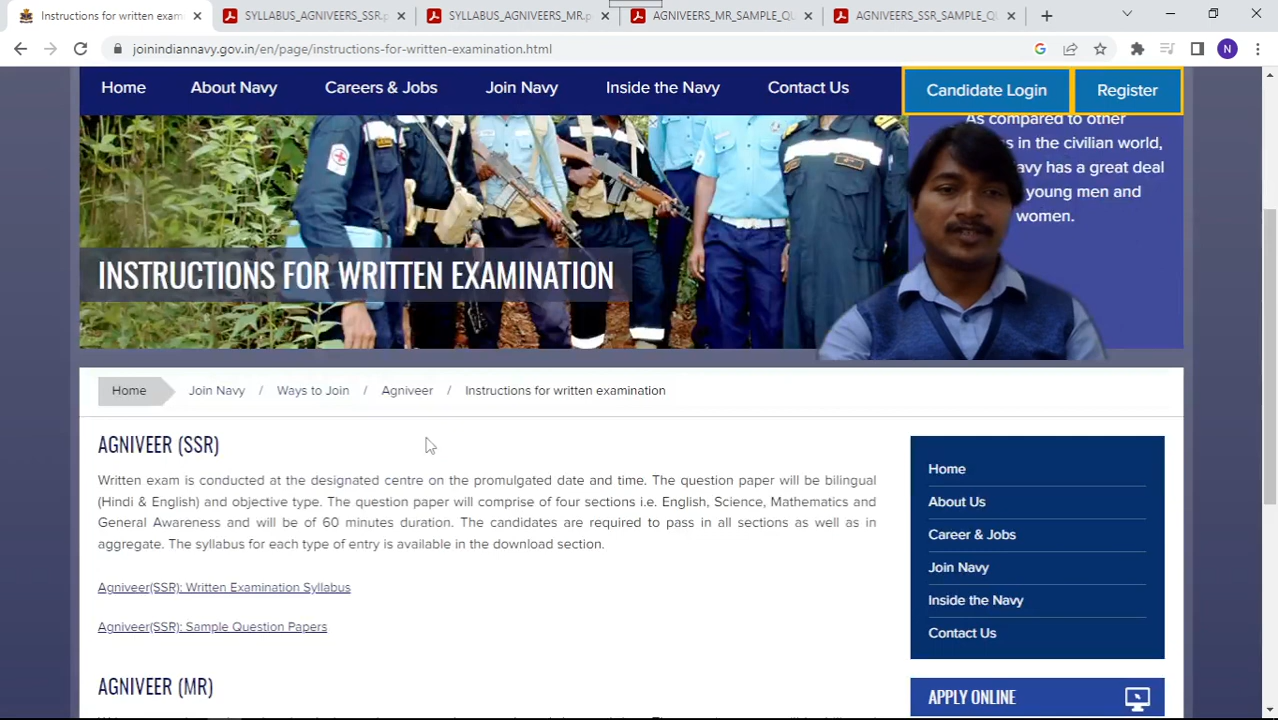 Instructions for written exam
SYLLABUS_AGNIVEERS_SSR.p
SYLLABUS_AGNIVEERS_MR.p
AGNIVEERS_MR_SAMPLE_QU
AGNIVEERS_SSR_SAMPLE_QU
joinindiannavy.gov.in/en/page/instructions-for-written-examination.html
N
Home About Navy Careers & Jobs Join Navy Inside the Navy Contact Us Candidate Login Register
As compared to other
s in the civilian world,
avy has a great deal
young men and
women.
INSTRUCTIONS FOR WRITTEN EXAMINATION
Home Join Navy / Ways to Join / Agniveer / Instructions for written examination
AGNIVEER (SSR)
Written exam is conducted at the designated centre on the promulgated date and time. The question paper will be bilingual
(Hindi & English) and objective type. The question paper will comprise of four sections i.e. English, Science, Mathematics and
General Awareness and will be of 60 minutes duration. The candidates are required to pass in all sections as well as in
aggregate. The syllabus for each type of entry is available in the download section.
Agniveer(SSR): Written Examination Syllabus
Agniveer(SSR): Sample Question Papers
AGNIVEER (MR)
Home
About Us
Career & Jobs
Join Navy
Inside the Navy
Contact Us
APPLY ONLINE